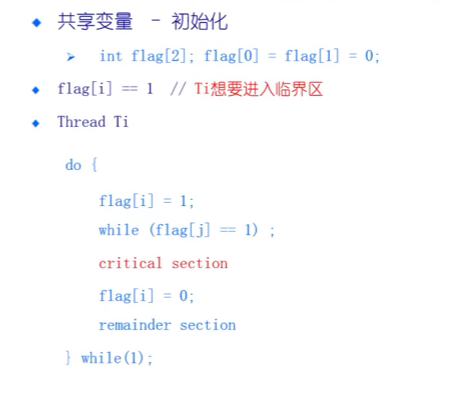 共享变量 - 初始化
int flag[2]; flag[0] = flag[1] = 0;
flag[i] == 1 // Ti想要进入临界区
Thread Ti
do {
flag[i] = 1;
while (flag[j] == 1) ;
critical section
flag[i] = 0;
remainder section
} while(1);